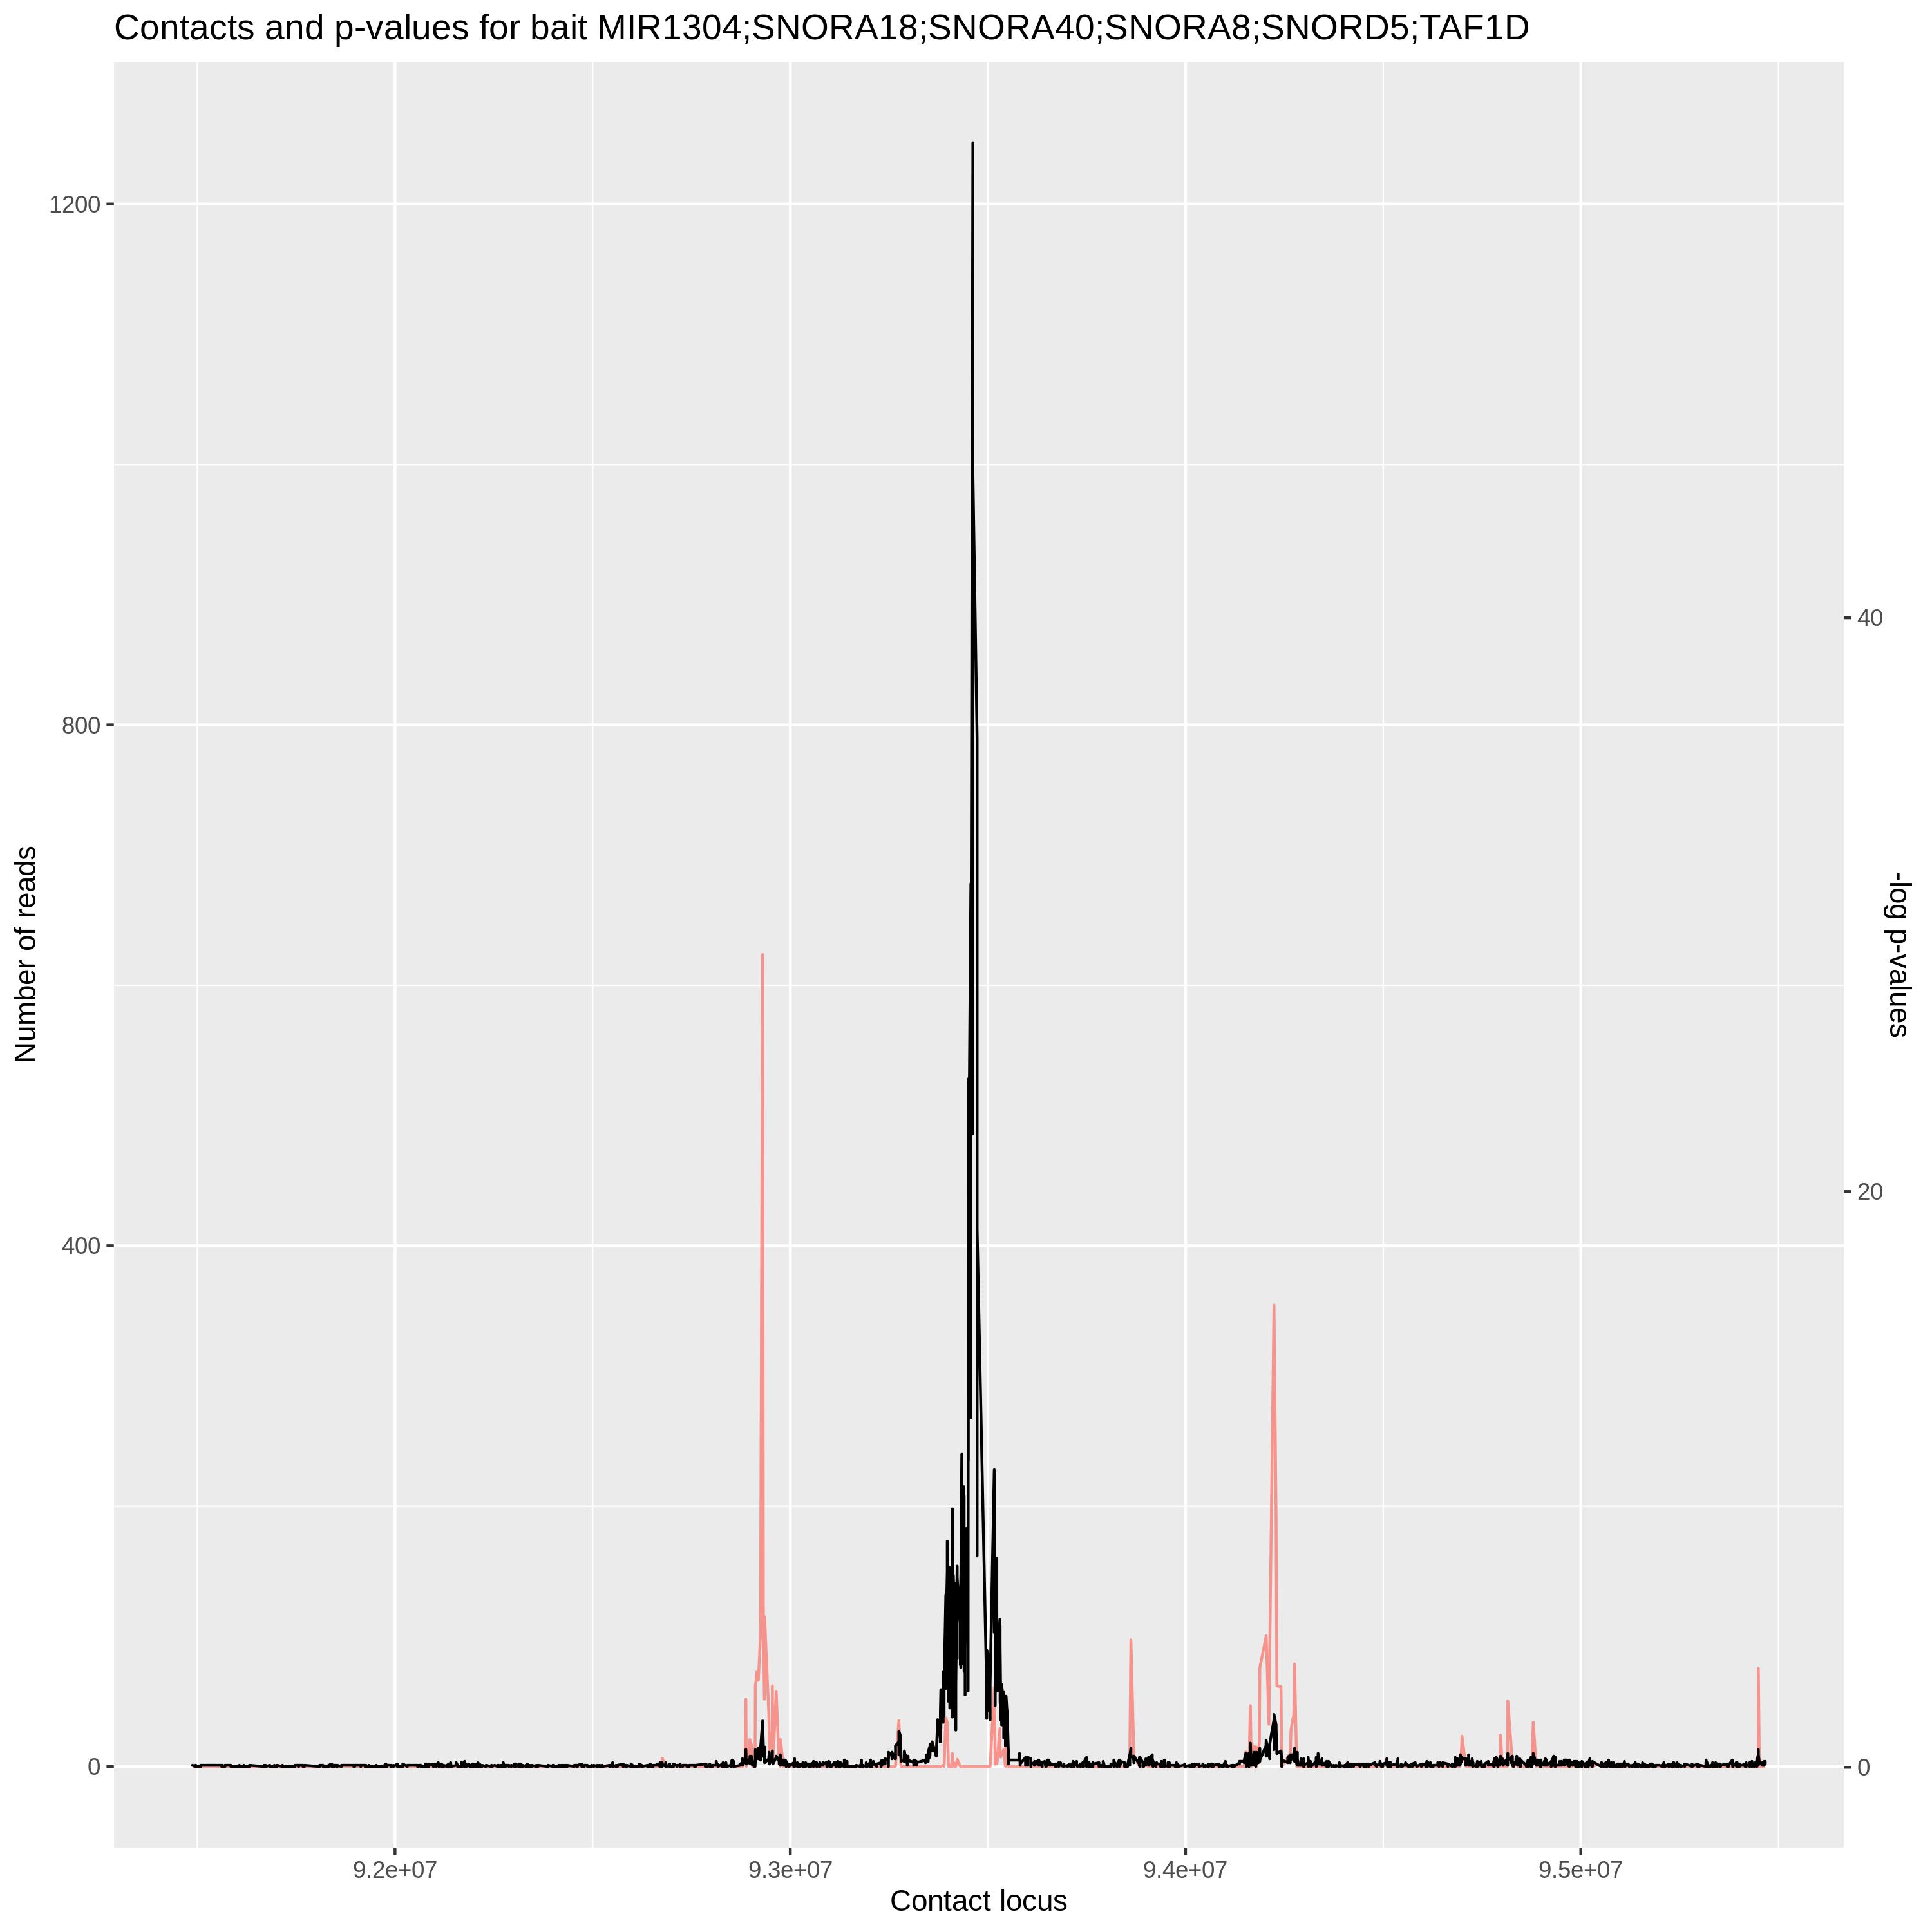 Contacts and p-values for bait MIR1304;SNORA18;SNORA40;SNORA8;SNORD5;TAF1D
Number of reads
1200
800
400
0
40
20
0
-log p-values
9.2e+07
9.3e+07
9.4e+07
9.5e+07
Contact locus